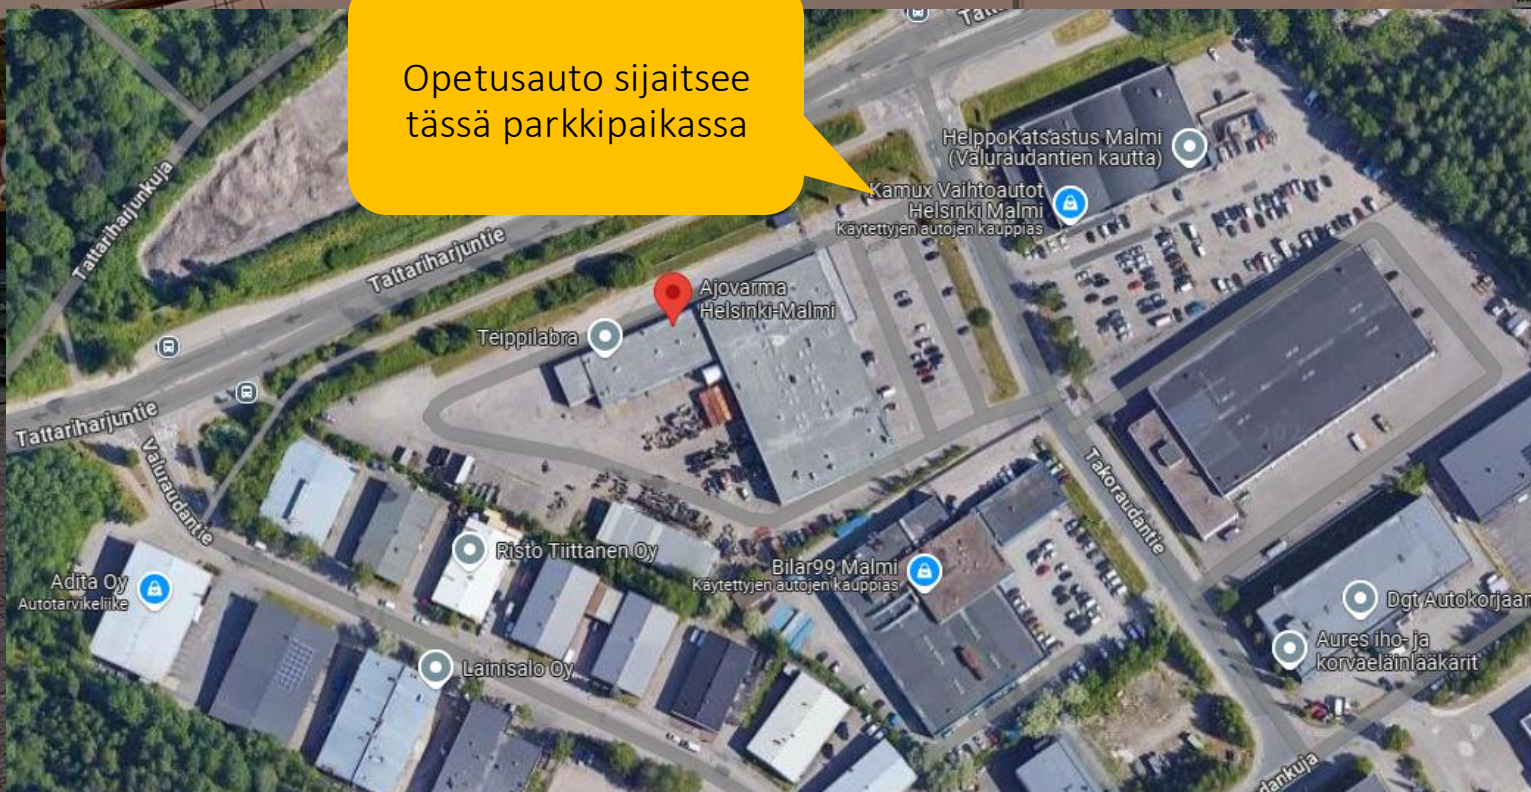 Opetusauto sijaitsee
tässä parkkipaikassa
HelppoKatsastus Malmi
(Valuraudantien kautta)
Kamux Vaihtoautot
Helsinki Malmi
Käytettyjen autojen kauppias
Tattariharjunkuja
Tattariharjuntie
Ajovarma
Helsinki-Malmi
Teippilabra
Tattariharjuntie
Valuraudantie
Takoraudantie
Risto Tiittanen Oy
Bilar99 Malmi
Käytettyjen autojen kauppias
Adita Oy
Autotarvikeliike
Dgt Autokorjaam
Aures iho- ja
korvaeläinlääkärit
Lainisalo Oy